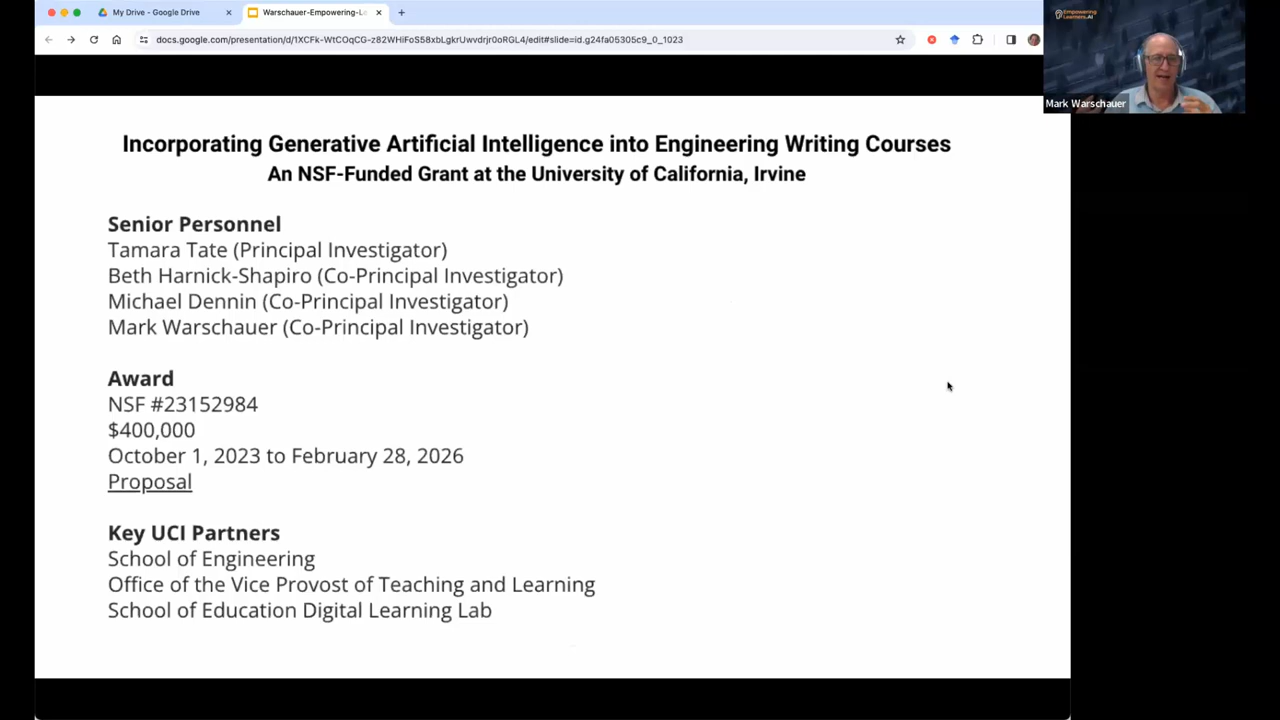 My Drive - Google Drive
Warschauer-Empowering-Le
docs.google.com/presentation/d/1XCFk-WtCOqCG-z82WHiFoS58xbLgkrUwvdrjr0oRGL4/edit#slide=id.g24fa05305c9_0_1023
Empowering
Learners.AI
Mark Warschauer
Incorporating Generative Artificial Intelligence into Engineering Writing Courses
An NSF-Funded Grant at the University of California, Irvine
Senior Personnel
Tamara Tate (Principal Investigator)
Beth Harnick-Shapiro (Co-Principal Investigator)
Michael Dennin (Co-Principal Investigator)
Mark Warschauer (Co-Principal Investigator)
Award
NSF #23152984
$400,000
October 1, 2023 to February 28, 2026
Proposal
Key UCI Partners
School of Engineering
Office of the Vice Provost of Teaching and Learning
School of Education Digital Learning Lab